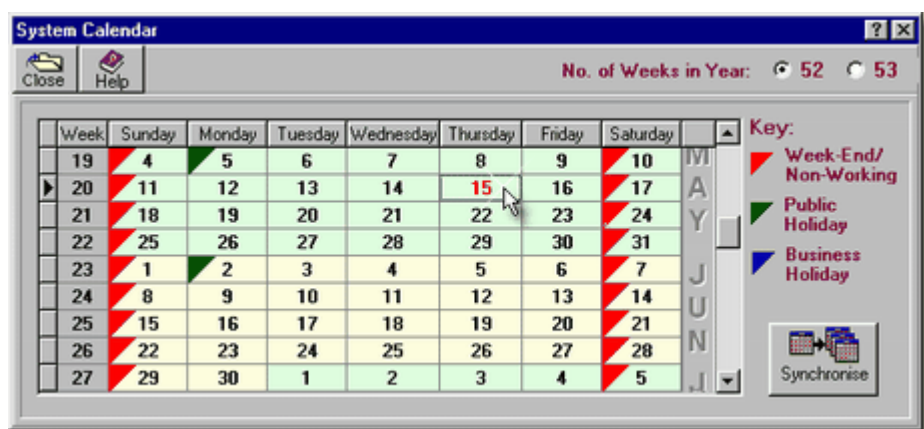 System Calendar
Close Help No. of Weeks in Year: 52 53
Week Sunday Monday Tuesday Wednesday Thursday Friday Saturday
19 4 5 6 7 8 9 10
20 11 12 13 14 15 16 17
21 18 19 20 21 22 23 24
22 25 26 27 28 29 30 31
23 1 2 3 4 5 6 7
24 8 9 10 11 12 13 14
25 15 16 17 18 19 20 21
26 22 23 24 25 26 27 28
27 29 30 1 2 3 4 5
MAY
JUN
J
Key:
Week-End/
Non-Working
Public
Holiday
Business
Holiday
Synchronise